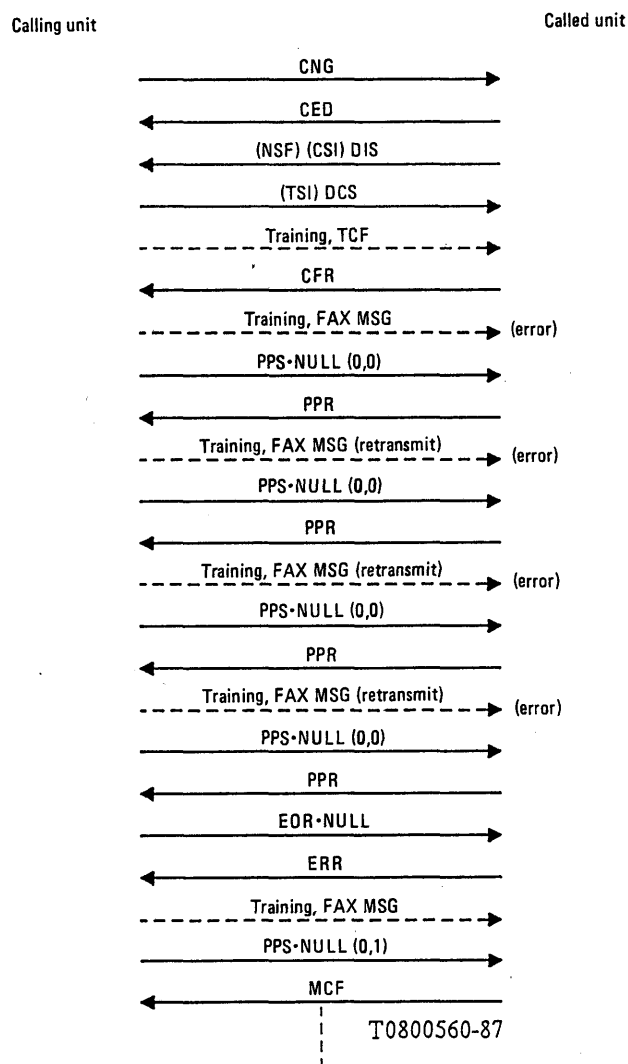 Calling unit
Called unit
CNG
CED
(NSF) (CSI) DIS
(TSI) DCS
Training, TCF
CFR
Training, FAX MSG
(error)
PPS·NULL (0,0)
PPR
Training, FAX MSG (retransmit)
(error)
PPS·NULL (0,0)
PPR
Training, FAX MSG (retransmit)
(error)
PPS·NULL (0,0)
PPR
Training, FAX MSG (retransmit)
(error)
PPS·NULL (0,0)
PPR
EOR·NULL
ERR
Training, FAX MSG
PPS·NULL (0,1)
MCF
T0800560-87